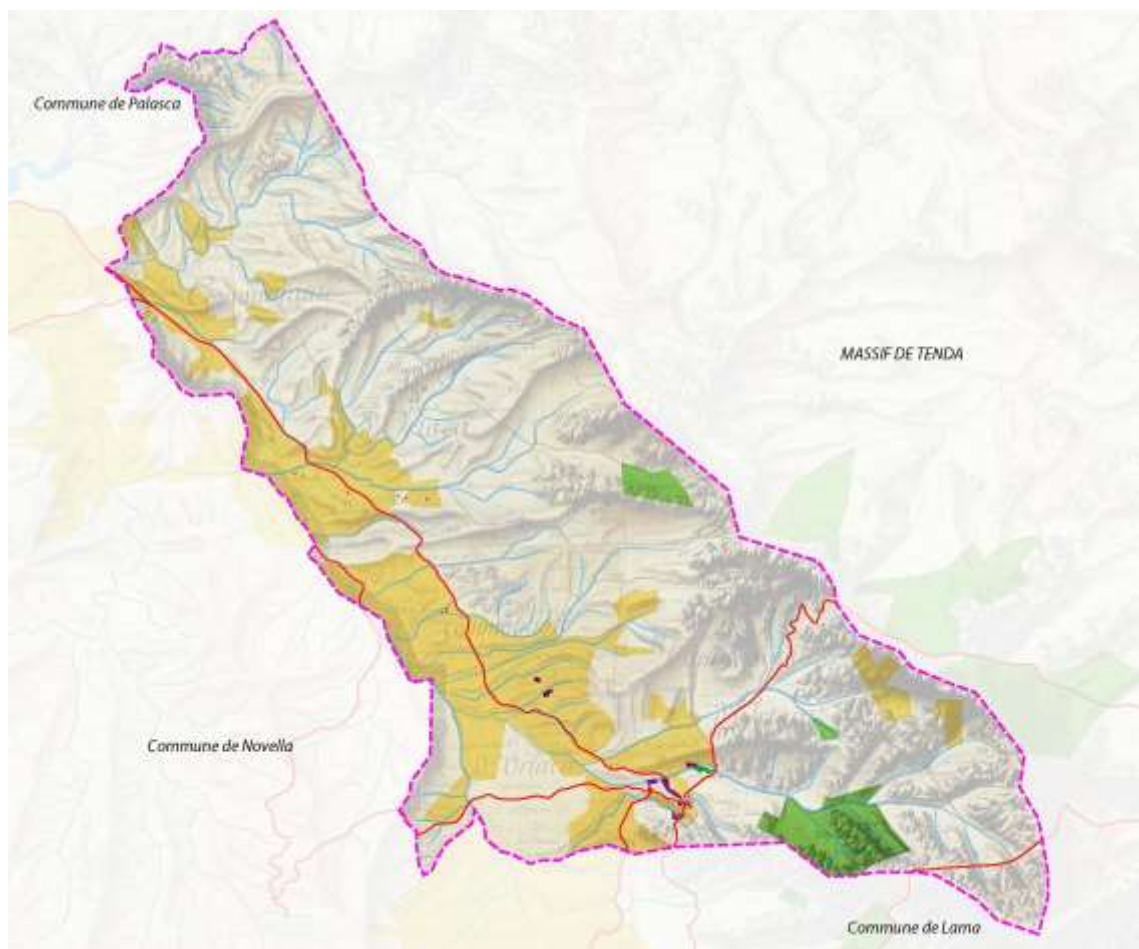 Commune de Palasca
MASSIF DE TENDA
Commune de Novella
Commune de Lama